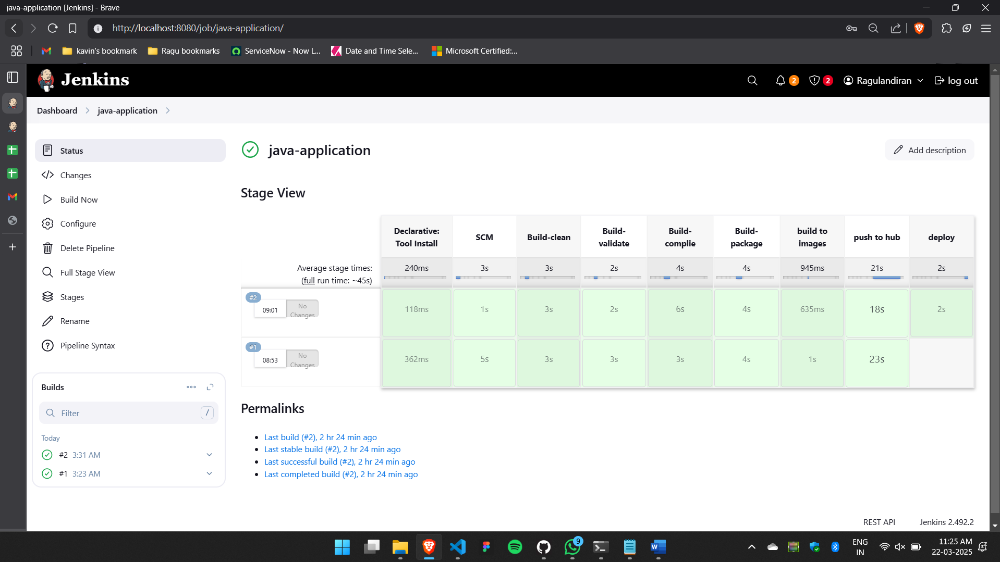 java-application [Jenkins] - Brave
http://localhost:8080/job/java-application/
kavin's bookmark
Ragu bookmarks
ServiceNow - Now L...
Date and Time Sele...
Microsoft Certified:...
Jenkins
2
2
Ragulandiran
log out
Dashboard
java-application
Status
Changes
Build Now
Configure
Delete Pipeline
Full Stage View
Stages
Rename
Pipeline Syntax
Builds
Filter
/
Today
#2 3:31 AM
#1 3:23 AM
java-application
Add description
Stage View
Declarative:
Tool Install
SCM
Build-clean
Build-
validate
Build-
complie
Build-
package
build to
images
push to hub
deploy
Average stage times:
(full run time: ~45s)
240ms
3s
3s
2s
4s
4s
945ms
21s
2s
#2
09:01
No
Changes
118ms
1s
3s
2s
6s
4s
635ms
18s
2s
#1
08:53
No
Changes
362ms
5s
3s
3s
3s
4s
1s
23s
Permalinks
Last build (#2), 2 hr 24 min ago
Last stable build (#2), 2 hr 24 min ago
Last successful build (#2), 2 hr 24 min ago
Last completed build (#2), 2 hr 24 min ago
REST API
Jenkins 2.492.2
9
ENG
IN
11:25 AM
22-03-2025